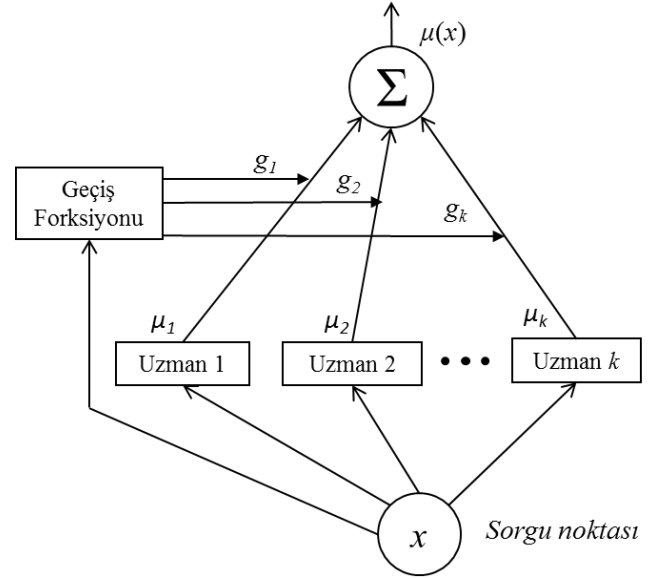 μ(x)
Σ
g₁
g₂
gₖ
Geçiş
Forksiyonu
μ₁
μ₂
μₖ
Uzman 1
Uzman 2
• • •
Uzman k
x
Sorgu noktası